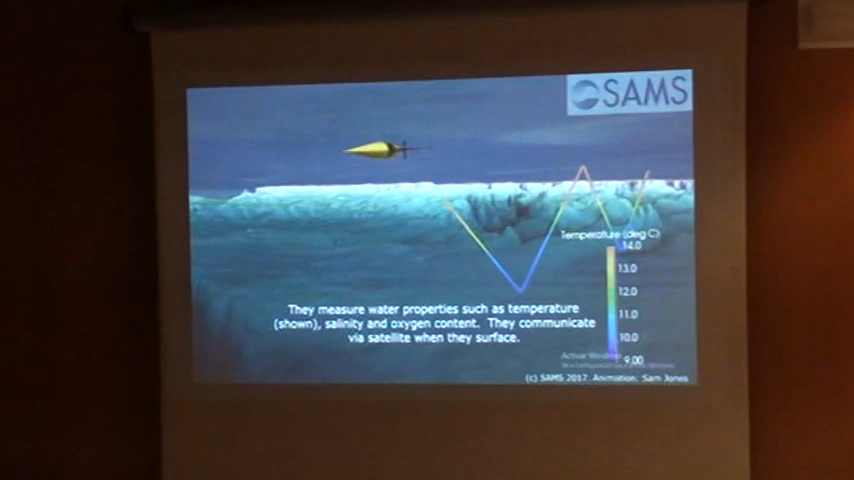 SAMS
Temperature (deg C)
14.0
13.0
12.0
11.0
10.0
9.00
They measure water properties such as temperature
(shown), salinity and oxygen content. They communicate
via satellite when they surface.
Activar Windows
(c) SAMS 2017. Animation: Sam Jones